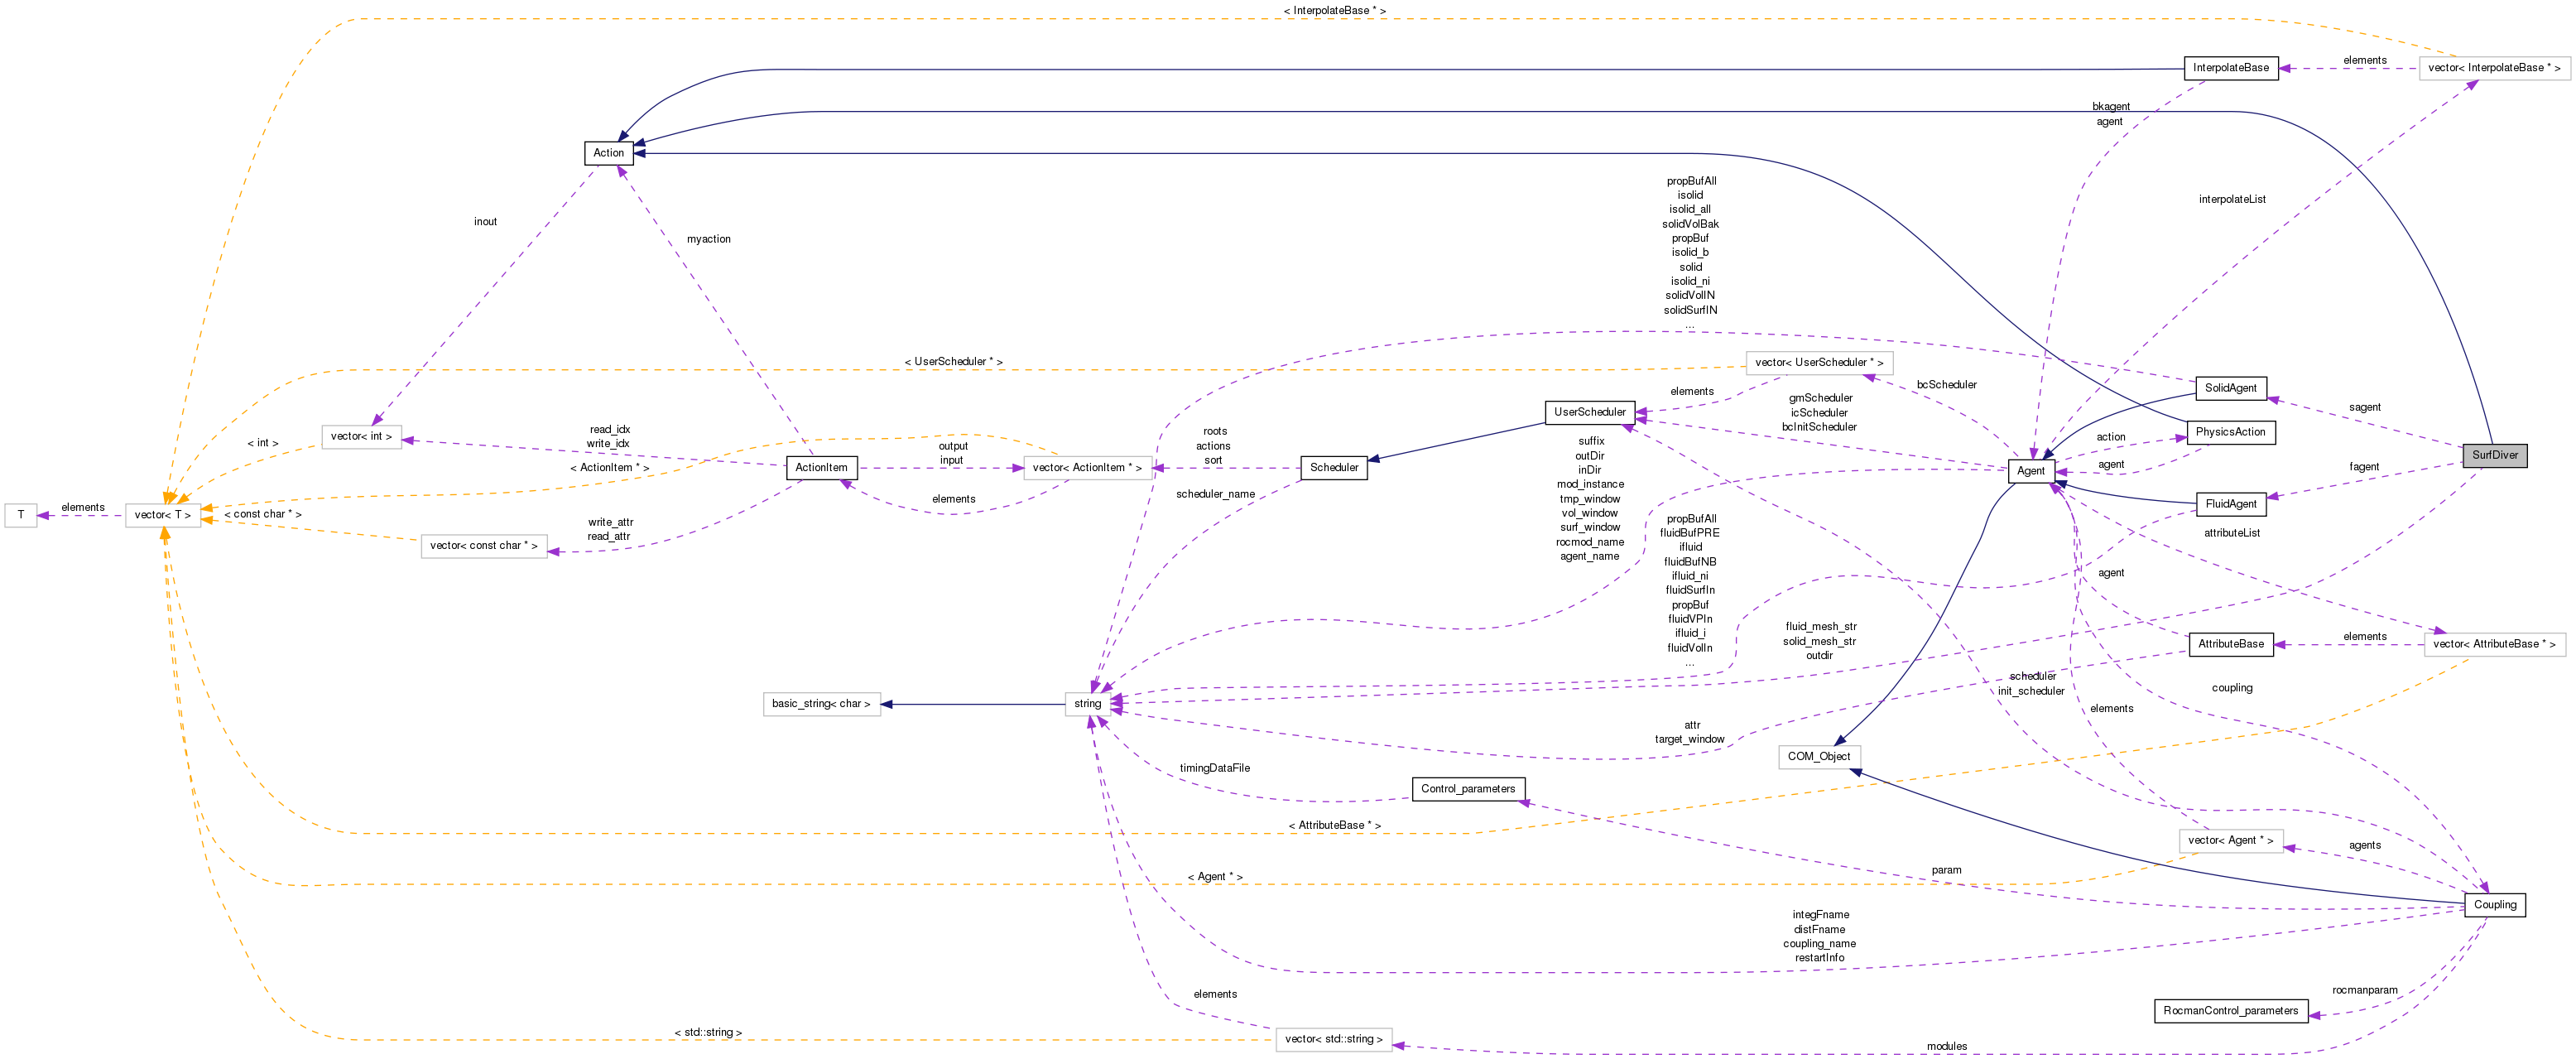 < InterpolateBase * >
InterpolateBase
elements
vector< InterpolateBase * >
bkagent
agent
Action
propBufAll
isolid
isolid_all
solidVolBak
propBuf
isolid_b
solid
isolid_ni
solidVolIN
solidSurfIN
...
interpolateList
inout
myaction
< UserScheduler * >
vector< UserScheduler * >
bcScheduler
SolidAgent
elements
UserScheduler
gmScheduler
icScheduler
bcInitScheduler
sagent
read_idx
write_idx
vector< int >
< int >
roots
actions
sort
output
input
PhysicsAction
action
agent
SurfDiver
suffix
outDir
inDir
mod_instance
tmp_window
vol_window
surf_window
rocmod_name
agent_name
< ActionItem * >
ActionItem
vector< ActionItem * >
Scheduler
Agent
fagent
elements
scheduler_name
FluidAgent
T
elements
vector< T >
< const char * >
write_attr
read_attr
vector< const char * >
propBufAll
fluidBufPRE
ifluid
fluidBufNB
ifluid_ni
fluidSurfIn
propBuf
fluidVPIn
ifluid_i
fluidVolIn
...
attributeList
agent
fluid_mesh_str
solid_mesh_str
outdir
AttributeBase
elements
vector< AttributeBase * >
scheduler
init_scheduler
coupling
basic_string< char >
string
elements
attr
target_window
COM_Object
timingDataFile
Control_parameters
< AttributeBase * >
vector< Agent * >
agents
< Agent * >
param
Coupling
integFname
distFname
coupling_name
restartInfo
elements
rocmanparam
RocmanControl_parameters
< std::string >
vector< std::string >
modules